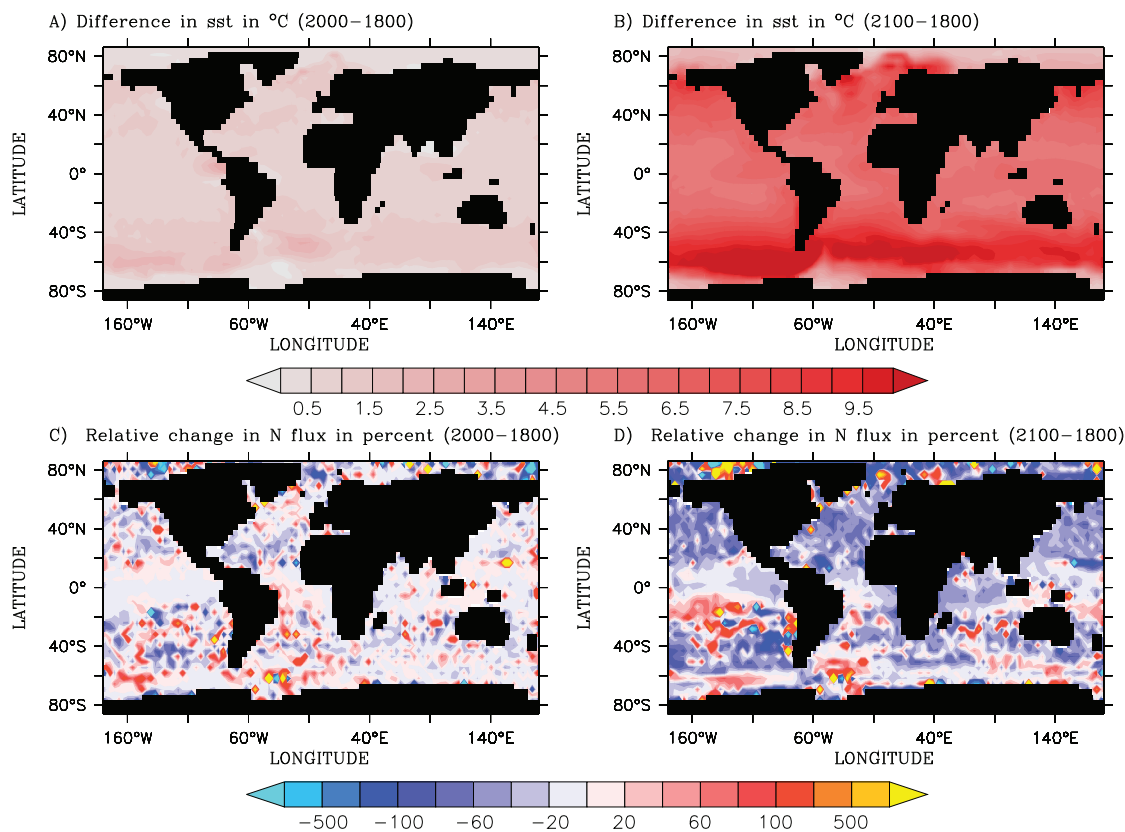 A) Difference in sst in °C (2000−1800)
B) Difference in sst in °C (2100−1800)
80°N
40°N
0°
40°S
80°S
LATITUDE
160°W 60°W 40°E 140°E
LONGITUDE
80°N
40°N
0°
40°S
80°S
LATITUDE
160°W 60°W 40°E 140°E
LONGITUDE
0.5 1.5 2.5 3.5 4.5 5.5 6.5 7.5 8.5 9.5
C) Relative change in N flux in percent (2000−1800)
D) Relative change in N flux in percent (2100−1800)
80°N
40°N
0°
40°S
80°S
LATITUDE
160°W 60°W 40°E 140°E
LONGITUDE
80°N
40°N
0°
40°S
80°S
LATITUDE
160°W 60°W 40°E 140°E
LONGITUDE
−500 −100 −60 −20 20 60 100 500